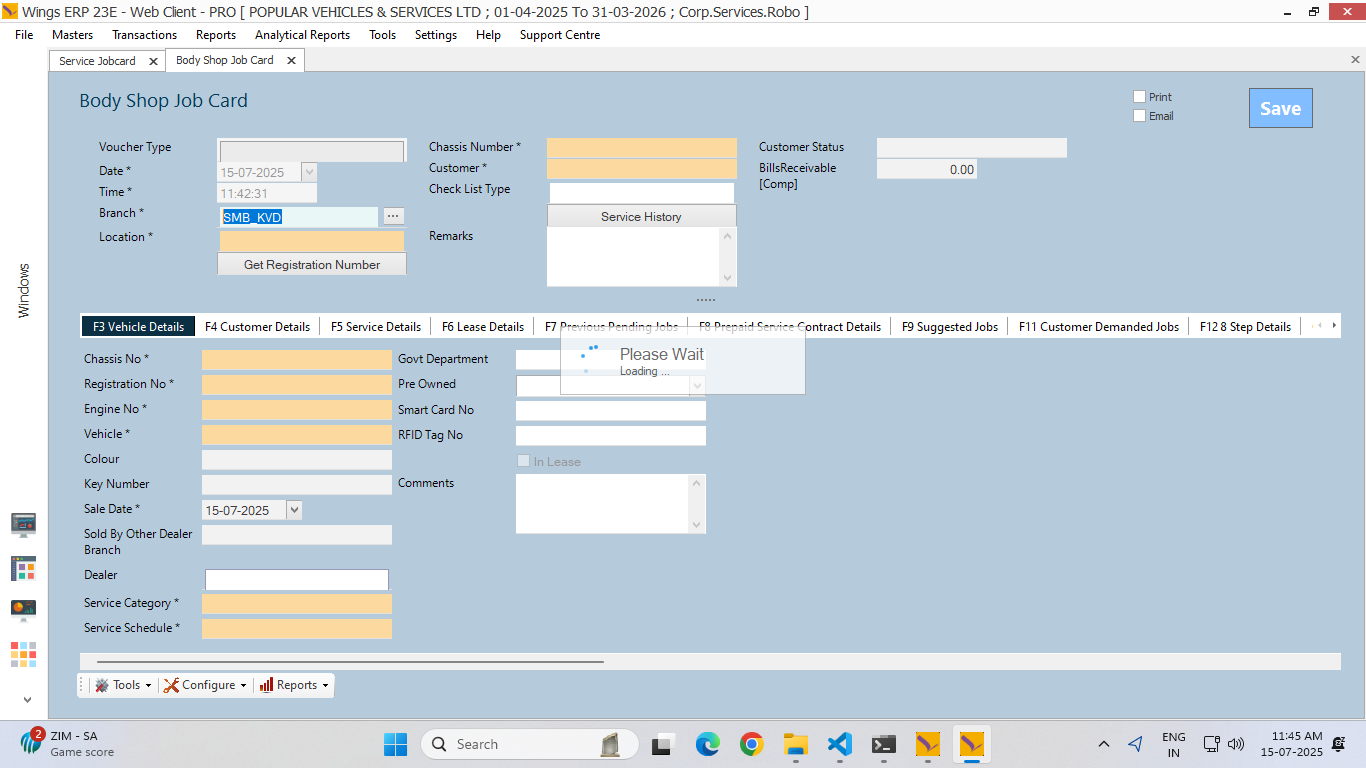 Wings ERP 23E - Web Client - PRO [ POPULAR VEHICLES & SERVICES LTD ; 01-04-2025 To 31-03-2026 ; Corp.Services.Robo ]
File Masters Transactions Reports Analytical Reports Tools Settings Help Support Centre
Service Jobcard Body Shop Job Card
Body Shop Job Card
Print
Email
Save
Voucher Type
Date *
15-07-2025
Time *
11:42:31
Branch *
SMB_KVD
...
Location *
Get Registration Number
Chassis Number *
Customer *
Check List Type
Service History
Remarks
Customer Status
BillsReceivable
[Comp]
0.00
Windows
F3 Vehicle Details F4 Customer Details F5 Service Details F6 Lease Details F7 Previous Pending Jobs F8 Prepaid Service Contract Details F9 Suggested Jobs F11 Customer Demanded Jobs F12 8 Step Details
Please Wait
Loading ...
Chassis No *
Registration No *
Engine No *
Vehicle *
Colour
Key Number
Sale Date *
15-07-2025
Sold By Other Dealer
Branch
Dealer
Service Category *
Service Schedule *
Govt Department
Pre Owned
Smart Card No
RFID Tag No
In Lease
Comments
Tools Configure Reports
2
ZIM - SA
Game score
Search
ENG
IN
11:45 AM
15-07-2025